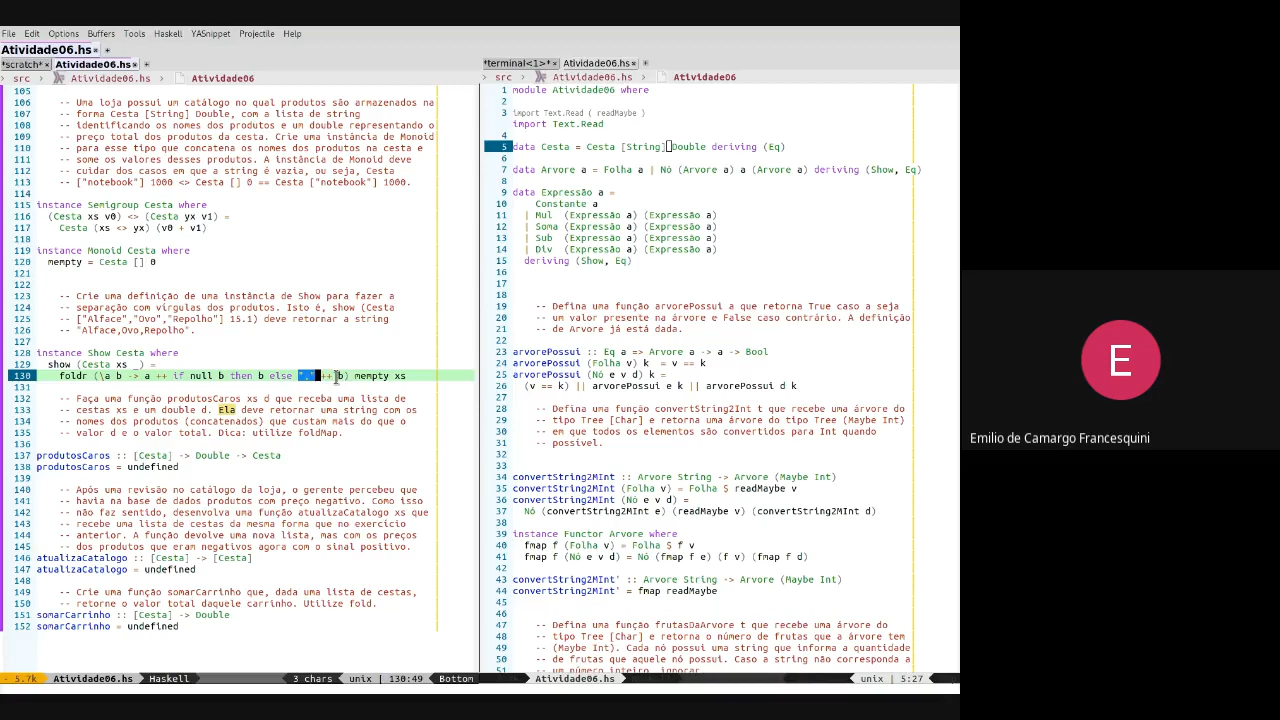 File Edit Options Buffers Tools Haskell YASnippet Projectile Help
Atividade06.hs× +
*scratch*× Atividade06.hs× +
src › Atividade06.hs › Atividade06
105
106 -- Uma loja possui um catálogo no qual produtos são armazenados na
107 -- forma Cesta [String] Double, com a lista de string
108 -- identificando os nomes dos produtos e um double representando o
109 -- preço total dos produtos da cesta. Crie uma instância de Monoid
110 -- para esse tipo que concatena os nomes dos produtos na cesta e
111 -- some os valores desses produtos. A instância de Monoid deve
112 -- cuidar dos casos em que a string é vazia, ou seja, Cesta
113 -- ["notebook"] 1000 <> Cesta [] 0 == Cesta ["notebook"] 1000.
114
115 instance Semigroup Cesta where
116 (Cesta xs v0) <> (Cesta yx v1) =
117 Cesta (xs <> yx) (v0 + v1)
118
119 instance Monoid Cesta where
120 mempty = Cesta [] 0
121
122
123 -- Crie uma definição de uma instância de Show para fazer a
124 -- separação com vírgulas dos produtos. Isto é, show (Cesta
125 -- ["Alface","Ovo","Repolho"] 15.1) deve retornar a string
126 -- "Alface,Ovo,Repolho".
127
128 instance Show Cesta where
129 show (Cesta xs _) =
130 foldr (\a b -> a ++ if null b then b else "," ++ b) mempty xs
131
132 -- Faça uma função produtosCaros xs d que receba uma lista de
133 -- cestas xs e um double d. Ela deve retornar uma string com os
134 -- nomes dos produtos (concatenados) que custam mais do que o
135 -- valor d e o valor total. Dica: utilize foldMap.
136
137 produtosCaros :: [Cesta] -> Double -> Cesta
138 produtosCaros = undefined
139
140 -- Após uma revisão no catálogo da loja, o gerente percebeu que
141 -- havia na base de dados produtos com preço negativo. Como isso
142 -- não faz sentido, desenvolva uma função atualizaCatalogo xs que
143 -- recebe uma lista de cestas da mesma forma que no exercício
144 -- anterior. A função devolve uma nova lista, mas com os preços
145 -- dos produtos que eram negativos agora com o sinal positivo.
146 atualizaCatalogo :: [Cesta] -> [Cesta]
147 atualizaCatalogo = undefined
148
149 -- Crie uma função somarCarrinho que, dada uma lista de cestas,
150 -- retorne o valor total daquele carrinho. Utilize fold.
151 somarCarrinho :: [Cesta] -> Double
152 somarCarrinho = undefined
- 5.7k Atividade06.hs Haskell 3 chars unix | 130:49 Bottom
*terminal<1>*× Atividade06.hs× +
src › Atividade06.hs › Atividade06
1 module Atividade06 where
2
import Text.Read ( readMaybe )
3 import Text.Read
4
5 data Cesta = Cesta [String] Double deriving (Eq)
6
7 data Arvore a = Folha a | Nó (Arvore a) a (Arvore a) deriving (Show, Eq)
8
9 data Expressão a =
10 Constante a
11 | Mul (Expressão a) (Expressão a)
12 | Soma (Expressão a) (Expressão a)
13 | Sub (Expressão a) (Expressão a)
14 | Div (Expressão a) (Expressão a)
15 deriving (Show, Eq)
16
17
18
19 -- Defina uma função arvorePossui a que retorna True caso a seja
20 -- um valor presente na árvore e False caso contrário. A definição
21 -- de Arvore já está dada.
22
23 arvorePossui :: Eq a => Arvore a -> a -> Bool
24 arvorePossui (Folha v) k = v == k
25 arvorePossui (Nó e v d) k =
26 (v == k) || arvorePossui e k || arvorePossui d k
27
28 -- Defina uma função convertString2Int t que recebe uma árvore do
29 -- tipo Tree [Char] e retorna uma árvore do tipo Tree (Maybe Int)
30 -- em que todos os elementos são convertidos para Int quando
31 -- possível.
32
33
34 convertString2MInt :: Arvore String -> Arvore (Maybe Int)
35 convertString2MInt (Folha v) = Folha $ readMaybe v
36 convertString2MInt (Nó e v d) =
37 Nó (convertString2MInt e) (readMaybe v) (convertString2MInt d)
38
39 instance Functor Arvore where
40 fmap f (Folha v) = Folha $ f v
41 fmap f (Nó e v d) = Nó (fmap f e) (f v) (fmap f d)
42
43 convertString2MInt' :: Arvore String -> Arvore (Maybe Int)
44 convertString2MInt' = fmap readMaybe
45
46
47 -- Defina uma função frutasDaArvore t que recebe uma árvore do
48 -- tipo Tree [Char] e retorna o número de frutas que a árvore tem
49 -- (Maybe Int). Cada nó possui uma string que informa a quantidade
50 -- de frutas que aquele nó possui. Caso a string não corresponda a
51 -- um número inteiro, ignorar.
Atividade06.hs unix | 5:27
E
Emilio de Camargo Francesquini